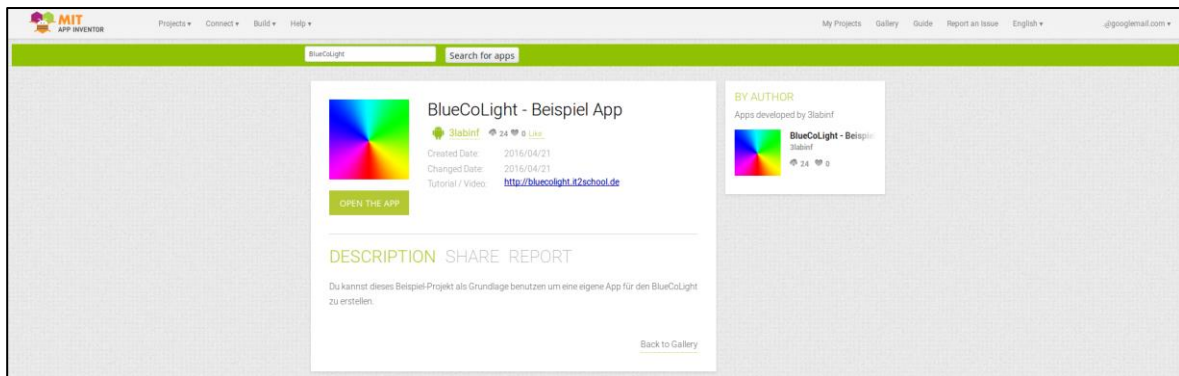 MIT
APP INVENTOR
Projects ▾ Connect ▾ Build ▾ Help ▾ My Projects Gallery Guide Report an Issue English ▾ ..@googlemail.com ▾
BlueCoLight Search for apps
BlueCoLight - Beispiel App
3labinf 24 0 Like
Created Date: 2016/04/21
Changed Date: 2016/04/21
Tutorial / Video: http://bluecolight.it2school.de
OPEN THE APP
DESCRIPTION SHARE REPORT
Du kannst dieses Beispiel-Projekt als Grundlage benutzen um eine eigene App für den BlueCoLight
zu erstellen.
Back to Gallery
BY AUTHOR
Apps developed by 3labinf
BlueCoLight - Beispie
3labinf
24 0